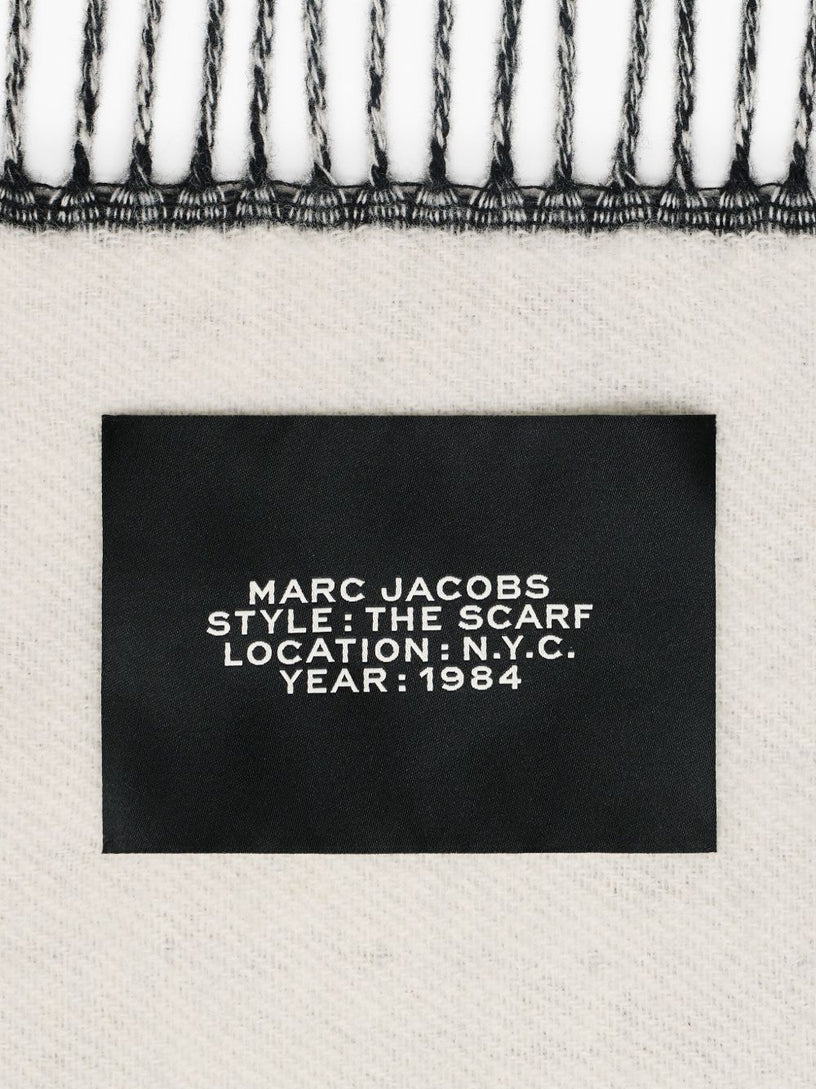 MARC JACOBS
STYLE : THE SCARF
LOCATION : N.Y.C.
YEAR : 1984